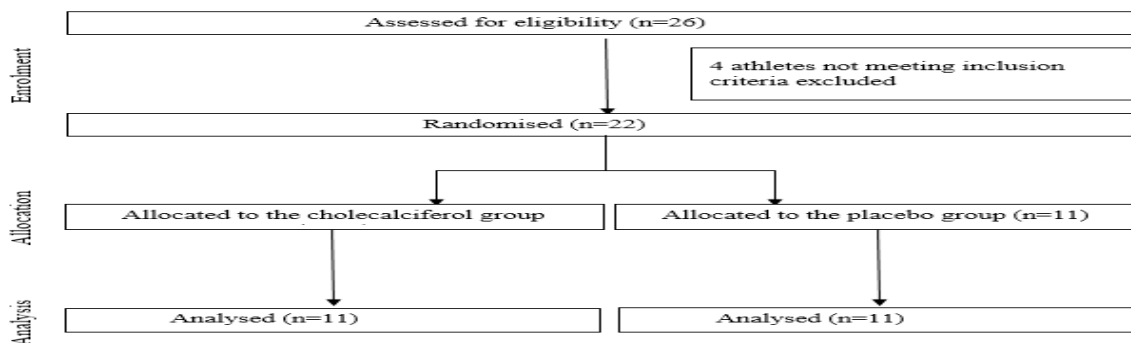 Assessed for eligibility (n=26)
Enrolment
4 athletes not meeting inclusion
criteria excluded
Randomised (n=22)
Allocation
Allocated to the cholecalciferol group
Allocated to the placebo group (n=11)
Analysis
Analysed (n=11)
Analysed (n=11)